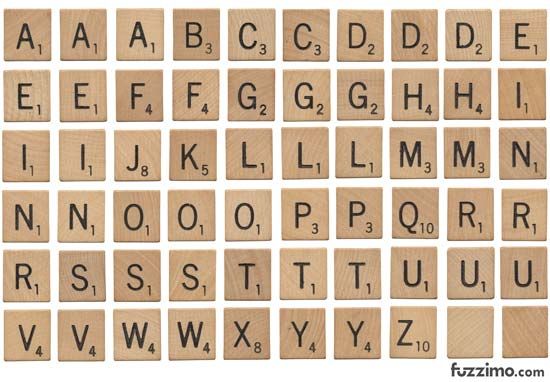 A1 A1 A1 B3 C3 C3 D2 D2 D2 E1
E1 E1 F4 F4 G2 G2 G2 H4 H4 I1
I1 I1 J8 K5 L1 L1 L1 M3 M3 N1
N1 N1 O1 O1 O1 P3 P3 Q10 R1 R1
R1 S1 S1 S1 T1 T1 T1 U1 U1 U1
V4 V4 W4 W4 X8 Y4 Y4 Z10
fuzzimo.com